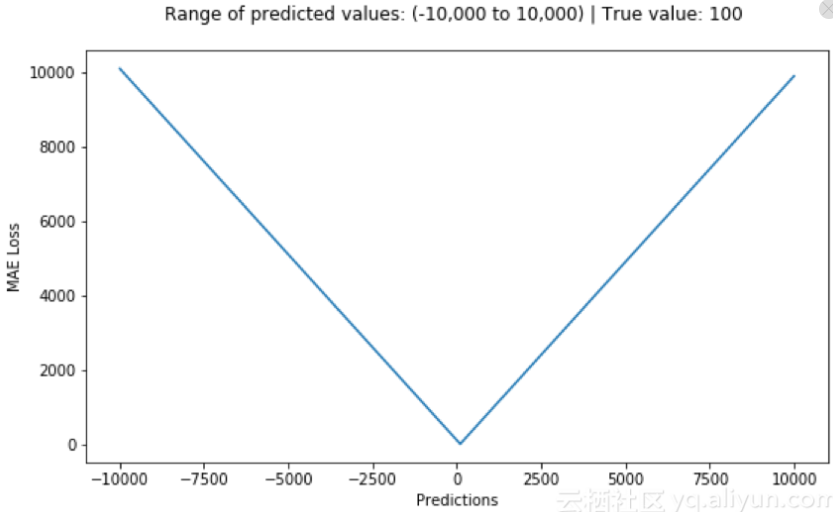 Range of predicted values: (-10,000 to 10,000) | True value: 100
10000
8000
6000
4000
2000
0
MAE Loss
−10000 −7500 −5000 −2500 0 2500 5000 7500 10000
Predictions
云栖社区 yq.aliyun.com